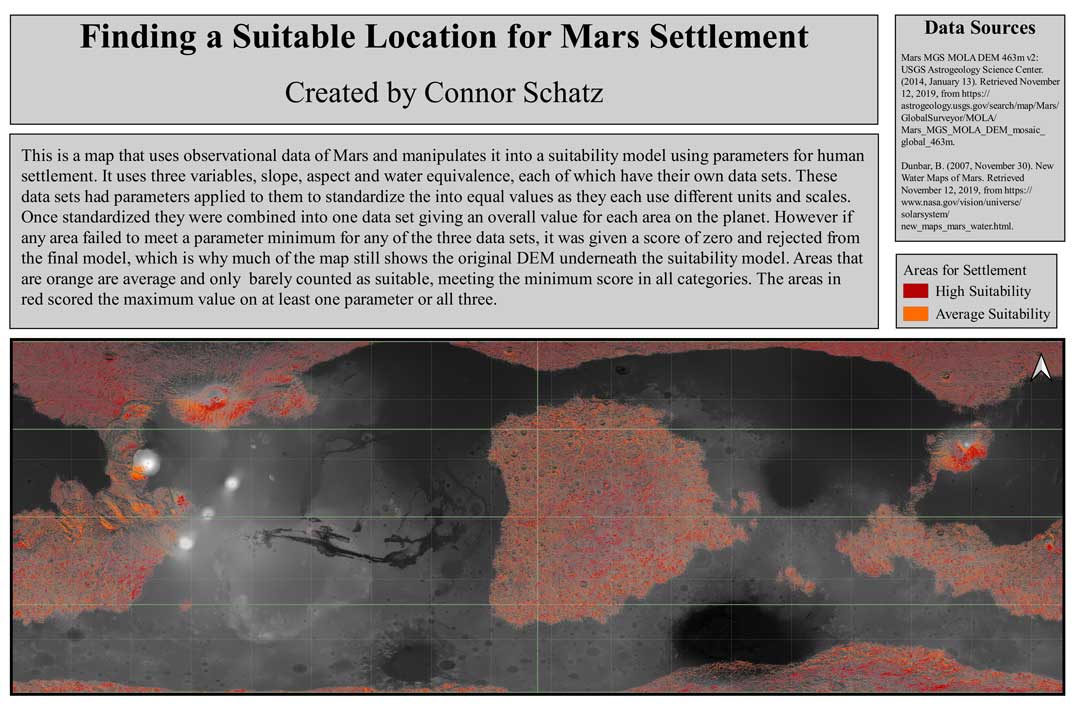 Finding a Suitable Location for Mars Settlement
Created by Connor Schatz
This is a map that uses observational data of Mars and manipulates it into a suitability model using parameters for human
settlement. It uses three variables, slope, aspect and water equivalence, each of which have their own data sets. These
data sets had parameters applied to them to standardize the into equal values as they each use different units and scales.
Once standardized they were combined into one data set giving an overall value for each area on the planet. However if
any area failed to meet a parameter minimum for any of the three data sets, it was given a score of zero and rejected from
the final model, which is why much of the map still shows the original DEM underneath the suitability model. Areas that
are orange are average and only  barely counted as suitable, meeting the minimum score in all categories. The areas in
red scored the maximum value on at least one parameter or all three.
Data Sources
Mars MGS MOLA DEM 463m v2:
USGS Astrogeology Science Center.
(2014, January 13). Retrieved November
12, 2019, from https://
astrogeology.usgs.gov/search/map/Mars/
GlobalSurveyor/MOLA/
Mars_MGS_MOLA_DEM_mosaic_
global_463m.
Dunbar, B. (2007, November 30). New
Water Maps of Mars. Retrieved
November 12, 2019, from https://
www.nasa.gov/vision/universe/
solarsystem/
new_maps_mars_water.html.
Areas for Settlement
High Suitability
Average Suitability